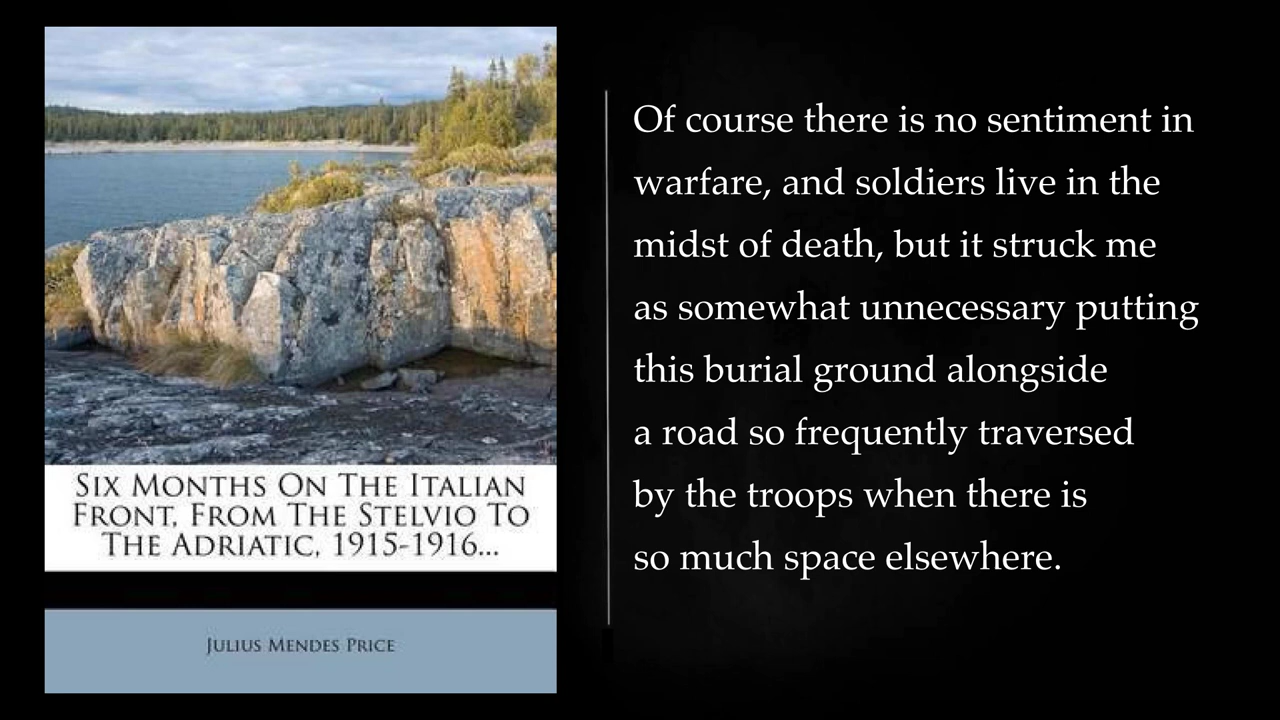 Six Months On The Italian
Front, From The Stelvio To
The Adriatic, 1915-1916...
Julius Mendes Price
Of course there is no sentiment in
warfare, and soldiers live in the
midst of death, but it struck me
as somewhat unnecessary putting
this burial ground alongside
a road so frequently traversed
by the troops when there is
so much space elsewhere.